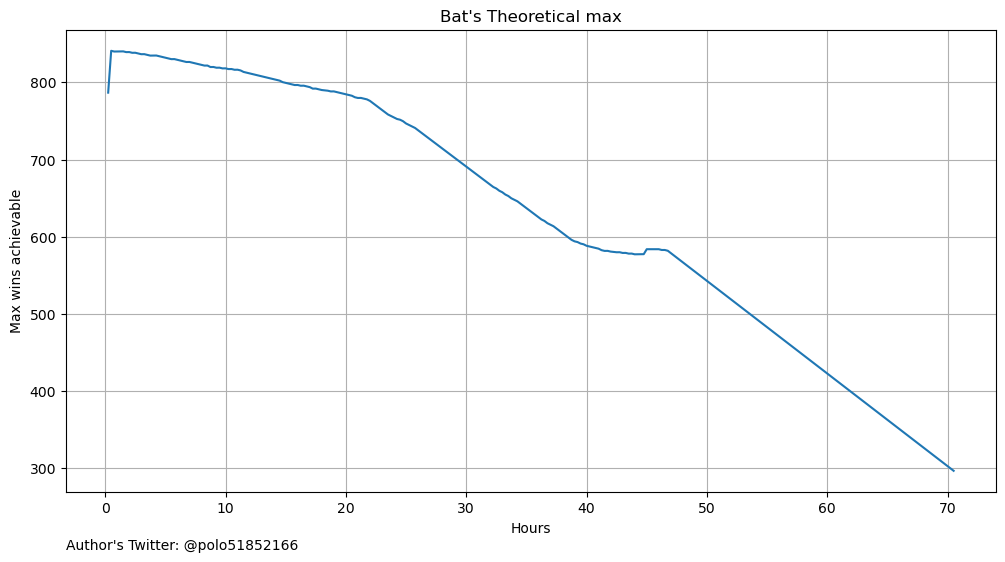 Bat's Theoretical max
Max wins achievable
800
700
600
500
400
300
0 10 20 30 40 50 60 70
Hours
Author's Twitter: @polo51852166